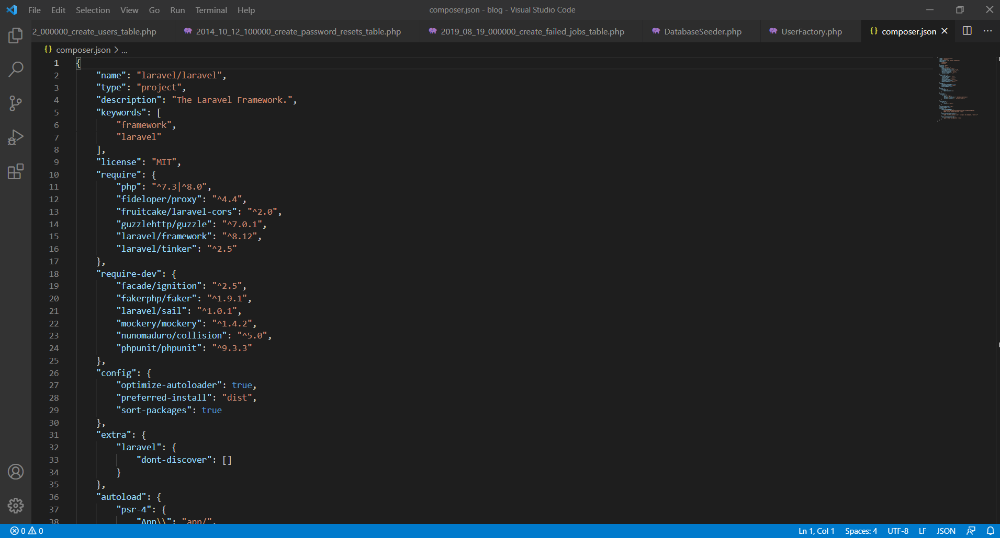 File Edit Selection View Go Run Terminal Help
composer.json - blog - Visual Studio Code
2_000000_create_users_table.php
2014_10_12_100000_create_password_resets_table.php
2019_08_19_000000_create_failed_jobs_table.php
DatabaseSeeder.php
UserFactory.php
{} composer.json
{} composer.json > ...
1 {
2 "name": "laravel/laravel",
3 "type": "project",
4 "description": "The Laravel Framework.",
5 "keywords": [
6 "framework",
7 "laravel"
8 ],
9 "license": "MIT",
10 "require": {
11 "php": "^7.3|^8.0",
12 "fideloper/proxy": "^4.4",
13 "fruitcake/laravel-cors": "^2.0",
14 "guzzlehttp/guzzle": "^7.0.1",
15 "laravel/framework": "^8.12",
16 "laravel/tinker": "^2.5"
17 },
18 "require-dev": {
19 "facade/ignition": "^2.5",
20 "fakerphp/faker": "^1.9.1",
21 "laravel/sail": "^1.0.1",
22 "mockery/mockery": "^1.4.2",
23 "nunomaduro/collision": "^5.0",
24 "phpunit/phpunit": "^9.3.3"
25 },
26 "config": {
27 "optimize-autoloader": true,
28 "preferred-install": "dist",
29 "sort-packages": true
30 },
31 "extra": {
32 "laravel": {
33 "dont-discover": []
34 }
35 },
36 "autoload": {
37 "psr-4": {
38 "App\\": "app/",
0 0
Ln 1, Col 1 Spaces: 4 UTF-8 LF JSON